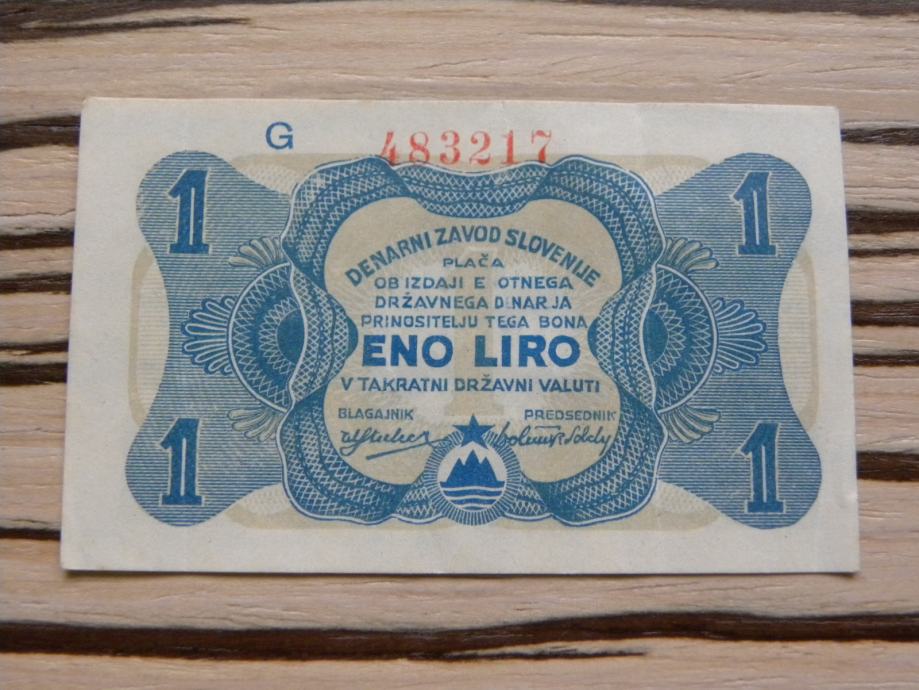 G 483217
1 1
DENARNI ZAVOD SLOVENIJE
PLAČA
OB IZDAJI E OTNEGA
DRŽAVNEGA DENARJA
PRINOSITELJU TEGA BONA
ENO LIRO
V TAKRATNI DRŽAVNI VALUTI
BLAGAJNIK PREDSEDNIK
1 1